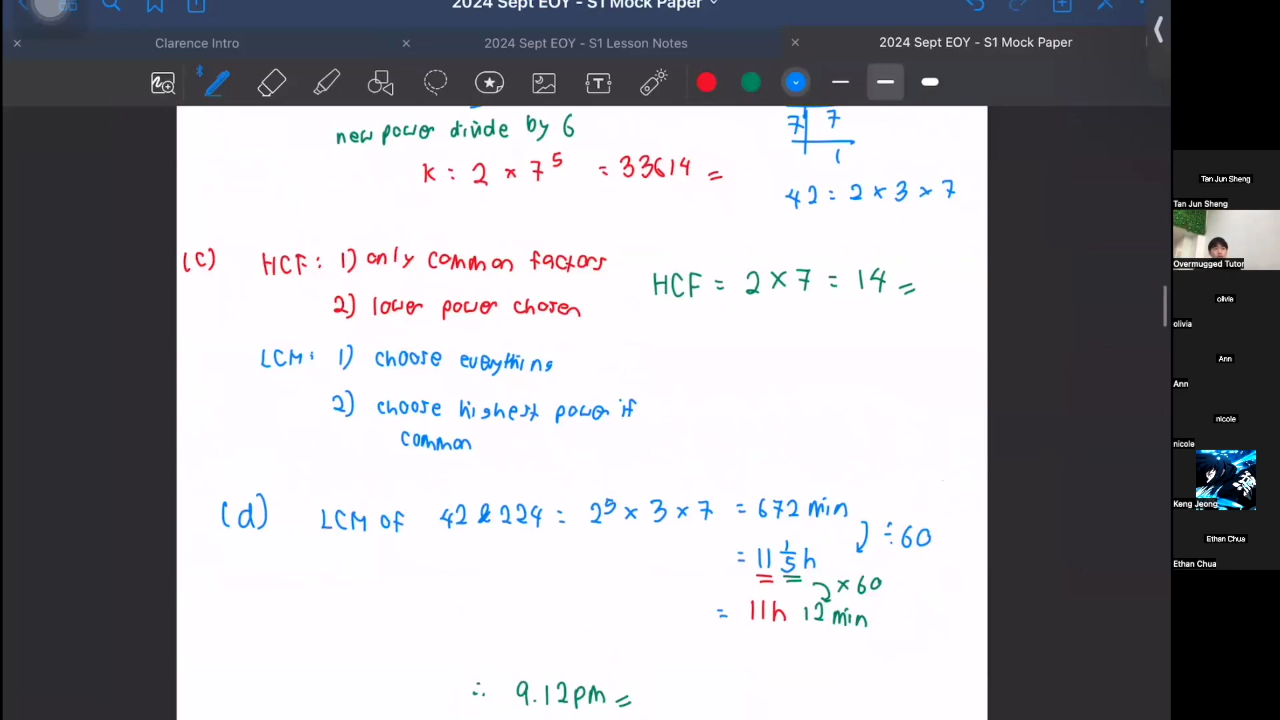 2024 Sept EOY - S1 Mock Paper
Clarence Intro
2024 Sept EOY - S1 Lesson Notes
2024 Sept EOY - S1 Mock Paper
new power divide by 6
K = 2 × 7^5 = 33614 =
7 | 7
1
42 = 2 × 3 × 7
(c) HCF: 1) only common factors
2) lower power chosen
HCF = 2 × 7 = 14 =
LCM: 1) choose everything
2) choose highest power if
common
(d) LCM of 42 & 224 = 2^5 × 3 × 7 = 672 min
÷ 60
= 11 1/5 h
× 60
= 11h 12 min
∴ 9.12pm =
Tan Jun Sheng
Tan Jun Sheng
Overmugged Tutor
olivia
olivia
Ann
Ann
nicole
nicole
Keng Jeong
Ethan Chua
Ethan Chua